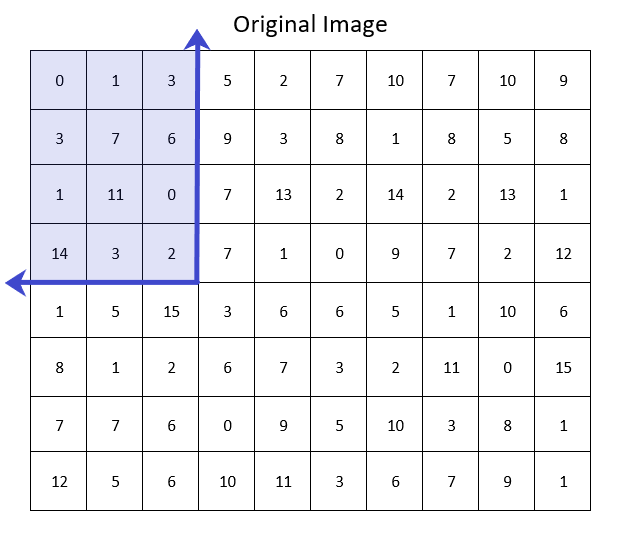 Original Image
0 1 3 5 2 7 10 7 10 9
3 7 6 9 3 8 1 8 5 8
1 11 0 7 13 2 14 2 13 1
14 3 2 7 1 0 9 7 2 12
1 5 15 3 6 6 5 1 10 6
8 1 2 6 7 3 2 11 0 15
7 7 6 0 9 5 10 3 8 1
12 5 6 10 11 3 6 7 9 1